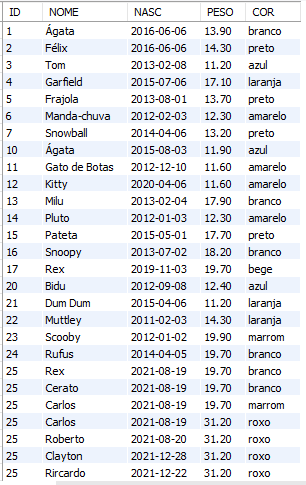 ID NOME NASC PESO COR
1 Ágata 2016-06-06 13.90 branco
2 Félix 2016-06-06 14.30 preto
3 Tom 2013-02-08 11.20 azul
4 Garfield 2015-07-06 17.10 laranja
5 Frajola 2013-08-01 13.70 preto
6 Manda-chuva 2012-02-03 12.30 amarelo
7 Snowball 2014-04-06 13.20 preto
10 Ágata 2015-08-03 11.90 azul
11 Gato de Botas 2012-12-10 11.60 amarelo
12 Kitty 2020-04-06 11.60 amarelo
13 Milu 2013-02-04 17.90 branco
14 Pluto 2012-01-03 12.30 amarelo
15 Pateta 2015-05-01 17.70 preto
16 Snoopy 2013-07-02 18.20 branco
17 Rex 2019-11-03 19.70 bege
20 Bidu 2012-09-08 12.40 azul
21 Dum Dum 2015-04-06 11.20 laranja
22 Muttley 2011-02-03 14.30 laranja
23 Scooby 2012-01-02 19.90 marrom
24 Rufus 2014-04-05 19.70 branco
25 Rex 2021-08-19 19.70 branco
25 Cerato 2021-08-19 19.70 branco
25 Carlos 2021-08-19 19.70 marrom
25 Carlos 2021-08-19 31.20 roxo
25 Roberto 2021-08-20 31.20 roxo
25 Clayton 2021-12-28 31.20 roxo
25 Rircardo 2021-12-22 31.20 roxo